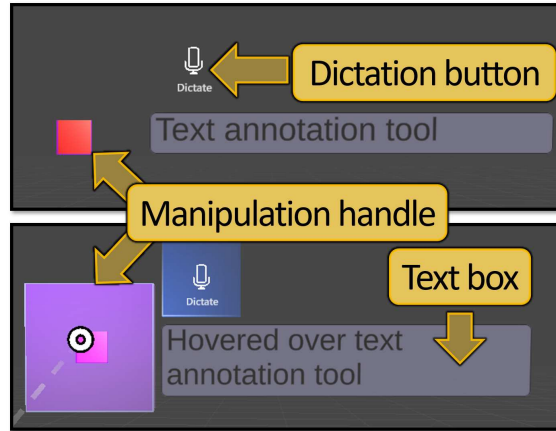 Dictate
Dictation button
Text annotation tool
Manipulation handle
Dictate
Text box
Hovered over text
annotation tool